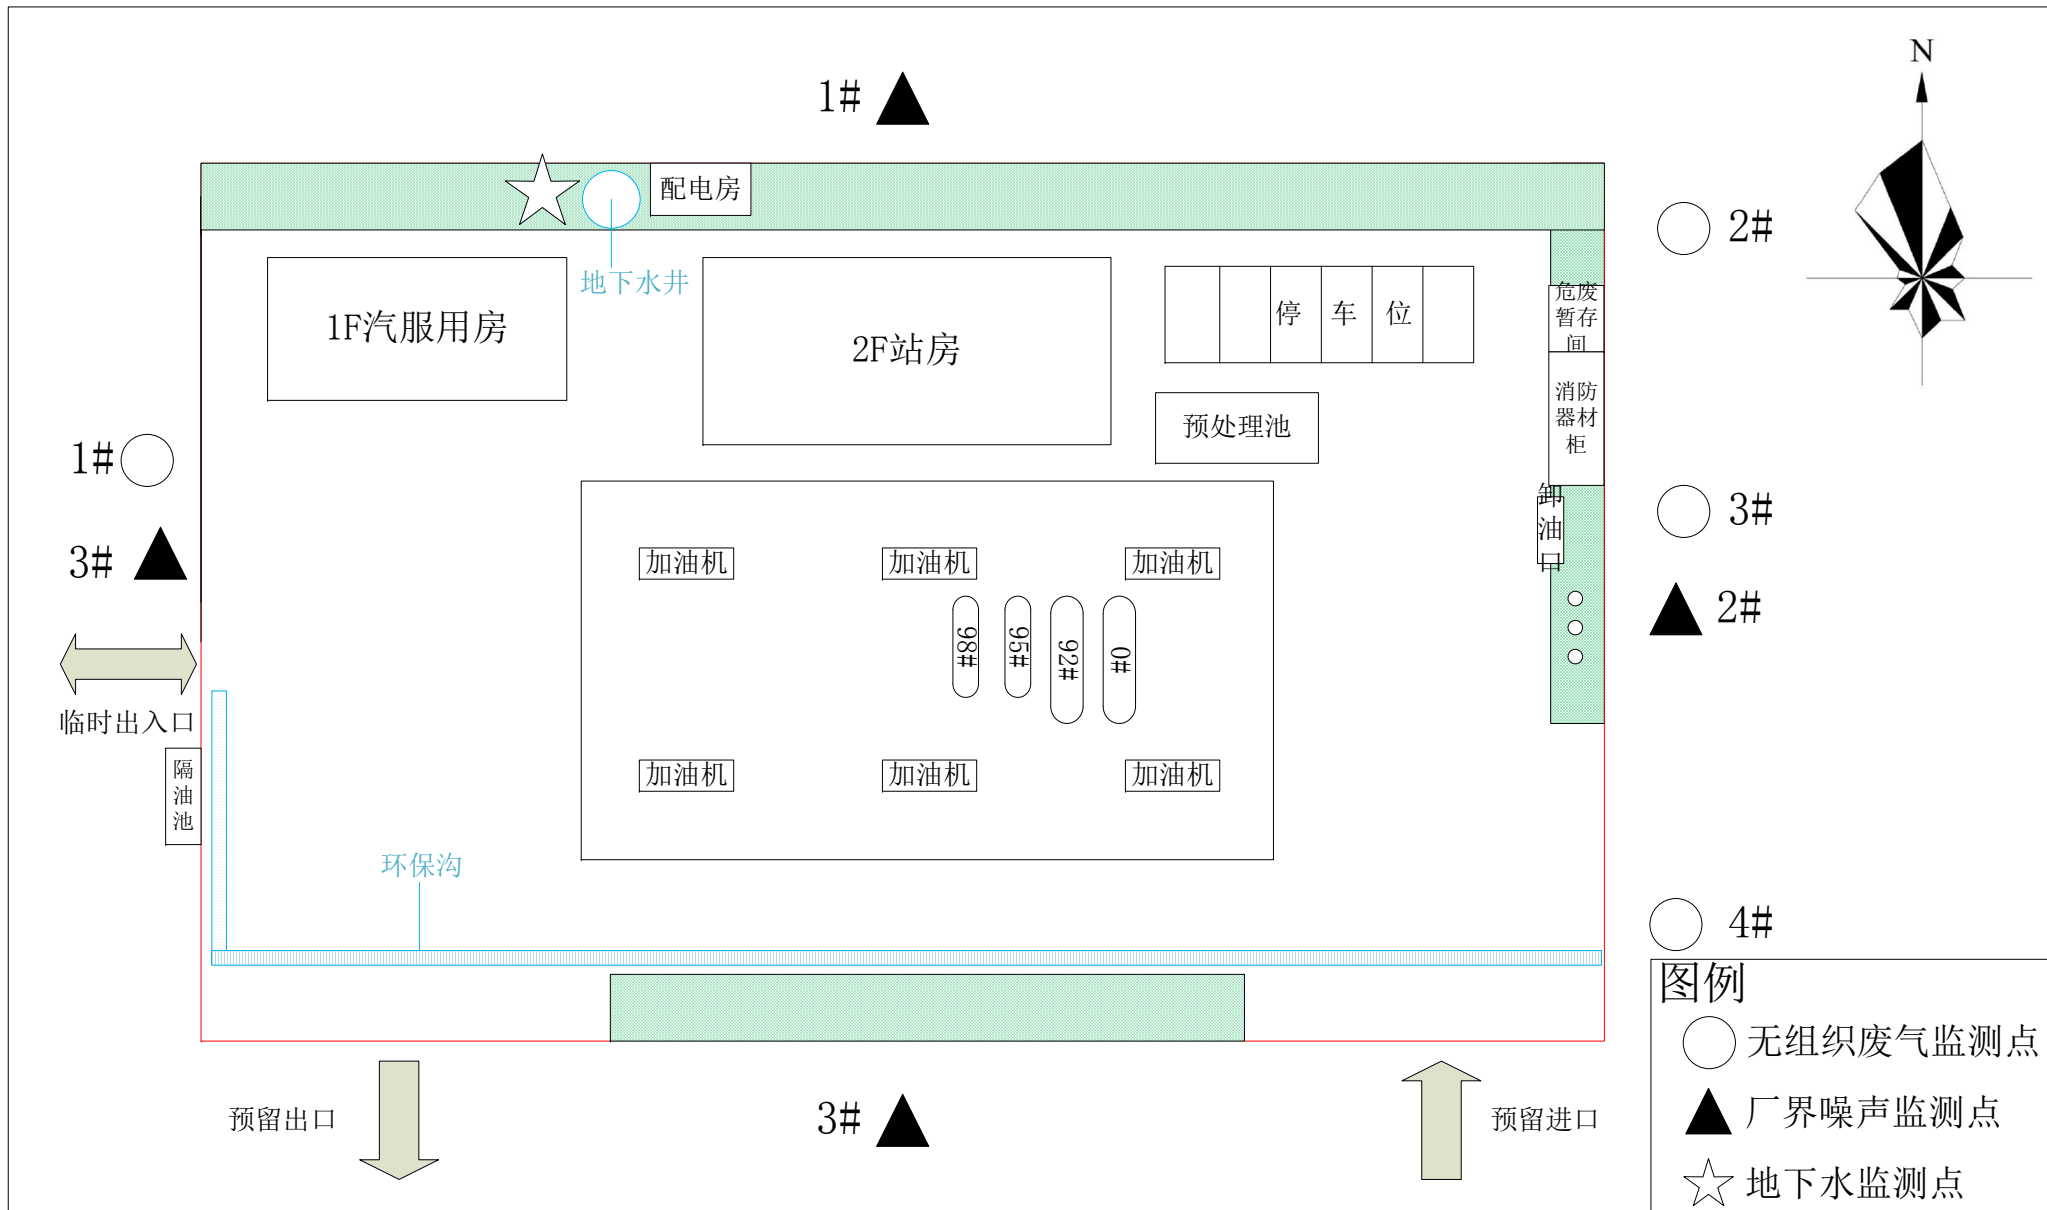 N
1#
配电房
2#
地下水井
1F汽服用房
2F站房
停 车 位
危废
暂存
间
消防
器材
柜
预处理池
1#
3#
卸
油
口
3#
2#
加油机
加油机
加油机
98#
95#
92#
0#
临时出入口
隔
油
池
加油机
加油机
加油机
环保沟
4#
图例
无组织废气监测点
厂界噪声监测点
地下水监测点
预留出口
3#
预留进口